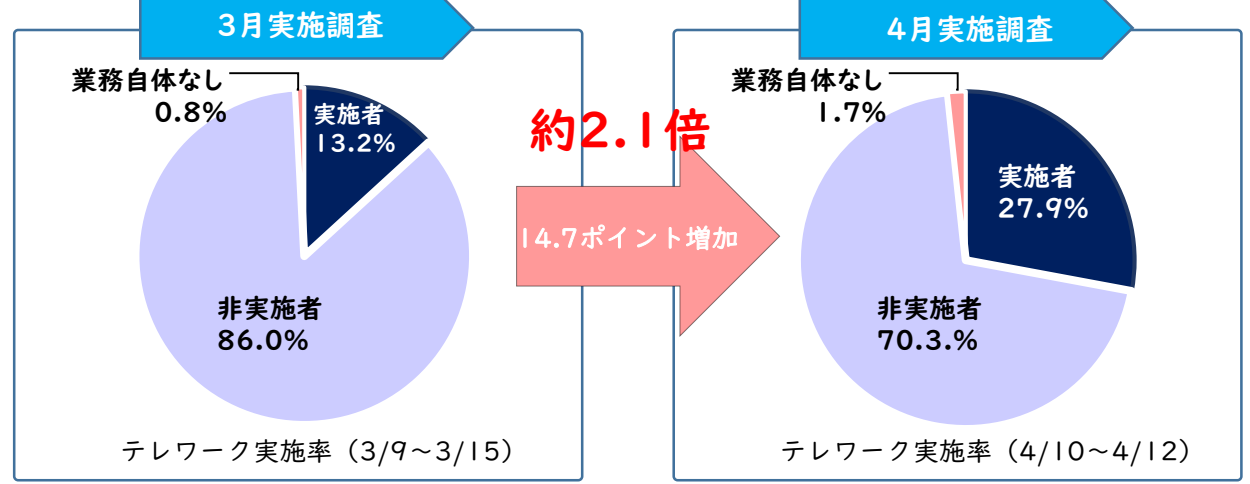 3月実施調査
業務自体なし
0.8%
実施者
13.2%
非実施者
86.0%
テレワーク実施率（3/9～3/15）
約2.1倍
14.7ポイント増加
4月実施調査
業務自体なし
1.7%
実施者
27.9%
非実施者
70.3.%
テレワーク実施率（4/10～4/12）